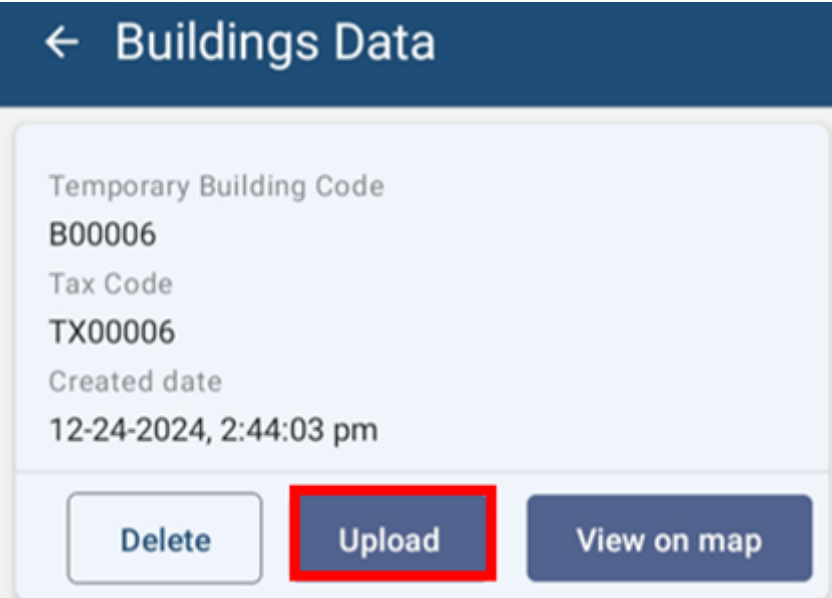 Buildings Data
Temporary Building Code
B00006
Tax Code
TX00006
Created date
12-24-2024, 2:44:03 pm
Delete Upload View on map